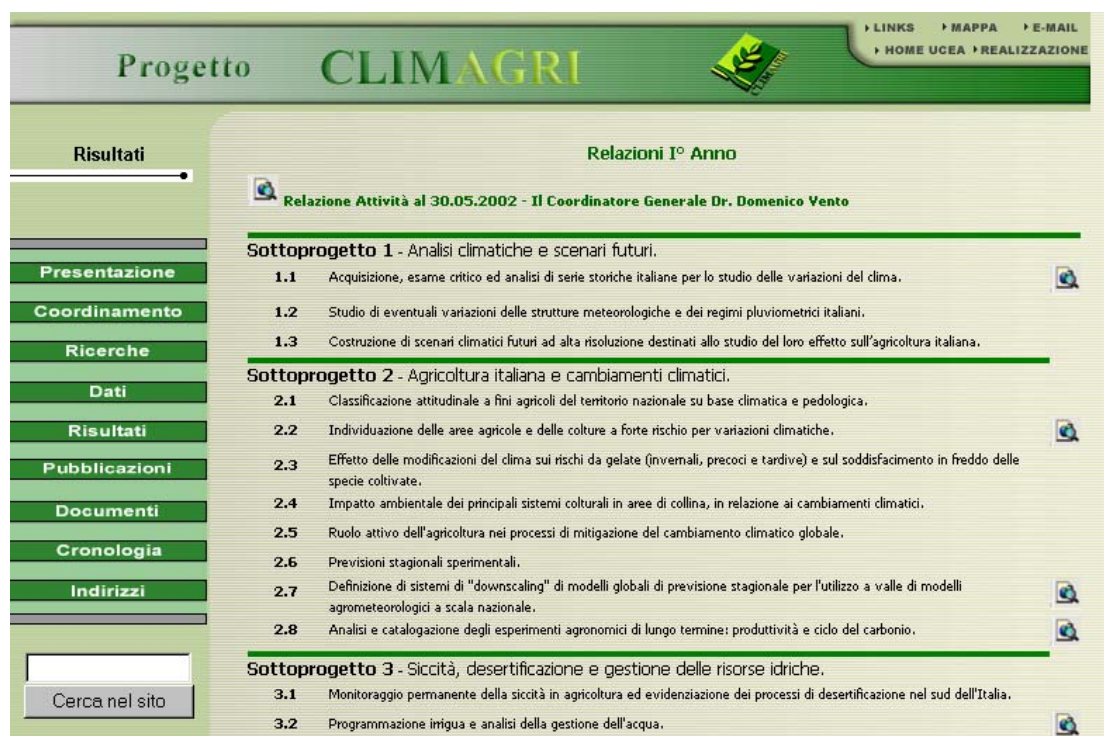 LINKS MAPPA E-MAIL
HOME UCEA REALIZZAZIONE
Progetto CLIMAGRI
CLIMAGRI
Risultati
Presentazione
Coordinamento
Ricerche
Dati
Risultati
Pubblicazioni
Documenti
Cronologia
Indirizzi
Cerca nel sito
Relazioni I° Anno
Relazione Attività al 30.05.2002 - Il Coordinatore Generale Dr. Domenico Vento
Sottoprogetto 1 - Analisi climatiche e scenari futuri.
1.1 Acquisizione, esame critico ed analisi di serie storiche italiane per lo studio delle variazioni del clima.
1.2 Studio di eventuali variazioni delle strutture meteorologiche e dei regimi pluviometrici italiani.
1.3 Costruzione di scenari climatici futuri ad alta risoluzione destinati allo studio del loro effetto sull'agricoltura italiana.
Sottoprogetto 2 - Agricoltura italiana e cambiamenti climatici.
2.1 Classificazione attitudinale a fini agricoli del territorio nazionale su base climatica e pedologica.
2.2 Individuazione delle aree agricole e delle colture a forte rischio per variazioni climatiche.
2.3 Effetto delle modificazioni del clima sui rischi da gelate (invernali, precoci e tardive) e sul soddisfacimento in freddo delle
specie coltivate.
2.4 Impatto ambientale dei principali sistemi colturali in aree di collina, in relazione ai cambiamenti climatici.
2.5 Ruolo attivo dell'agricoltura nei processi di mitigazione del cambiamento climatico globale.
2.6 Previsioni stagionali sperimentali.
2.7 Definizione di sistemi di "downscaling" di modelli globali di previsione stagionale per l'utilizzo a valle di modelli
agrometeorologici a scala nazionale.
2.8 Analisi e catalogazione degli esperimenti agronomici di lungo termine: produttività e ciclo del carbonio.
Sottoprogetto 3 - Siccità, desertificazione e gestione delle risorse idriche.
3.1 Monitoraggio permanente della siccità in agricoltura ed evidenziazione dei processi di desertificazione nel sud dell'Italia.
3.2 Programmazione irrigua e analisi della gestione dell'acqua.